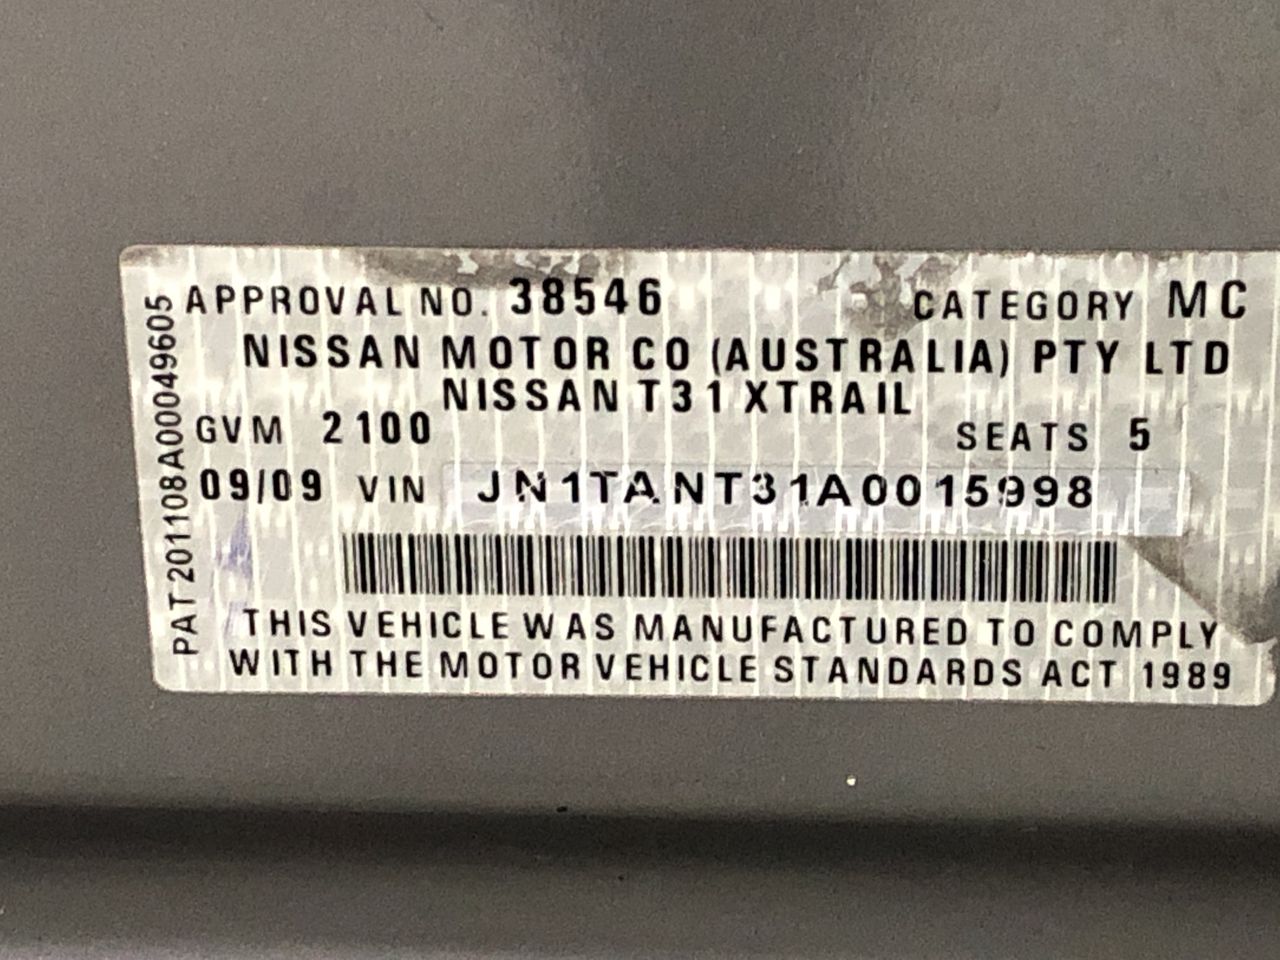 APPROVAL NO. 38546 CATEGORY MC
NISSAN MOTOR CO (AUSTRALIA) PTY LTD
NISSAN T31 XTRAIL
GVM 2100 SEATS 5
09/09 VIN JN1TANT31A0015998
THIS VEHICLE WAS MANUFACTURED TO COMPLY
WITH THE MOTOR VEHICLE STANDARDS ACT 1989
PAT 201108A00049605